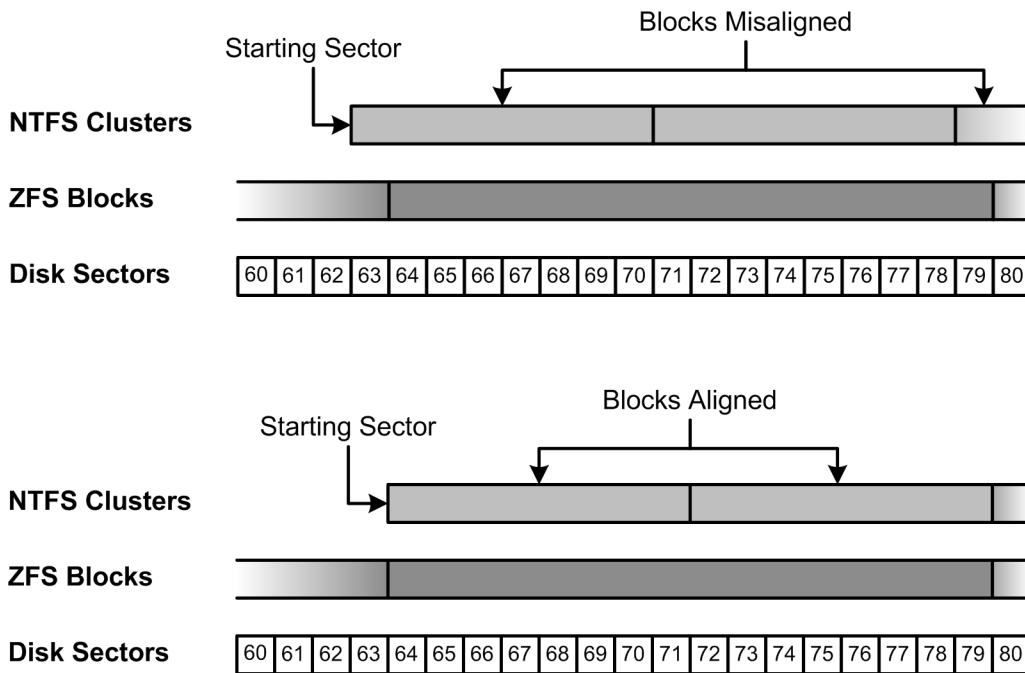 Blocks Misaligned
Starting Sector
NTFS Clusters
ZFS Blocks
Disk Sectors 60 61 62 63 64 65 66 67 68 69 70 71 72 73 74 75 76 77 78 79 80
Blocks Aligned
Starting Sector
NTFS Clusters
ZFS Blocks
Disk Sectors 60 61 62 63 64 65 66 67 68 69 70 71 72 73 74 75 76 77 78 79 80